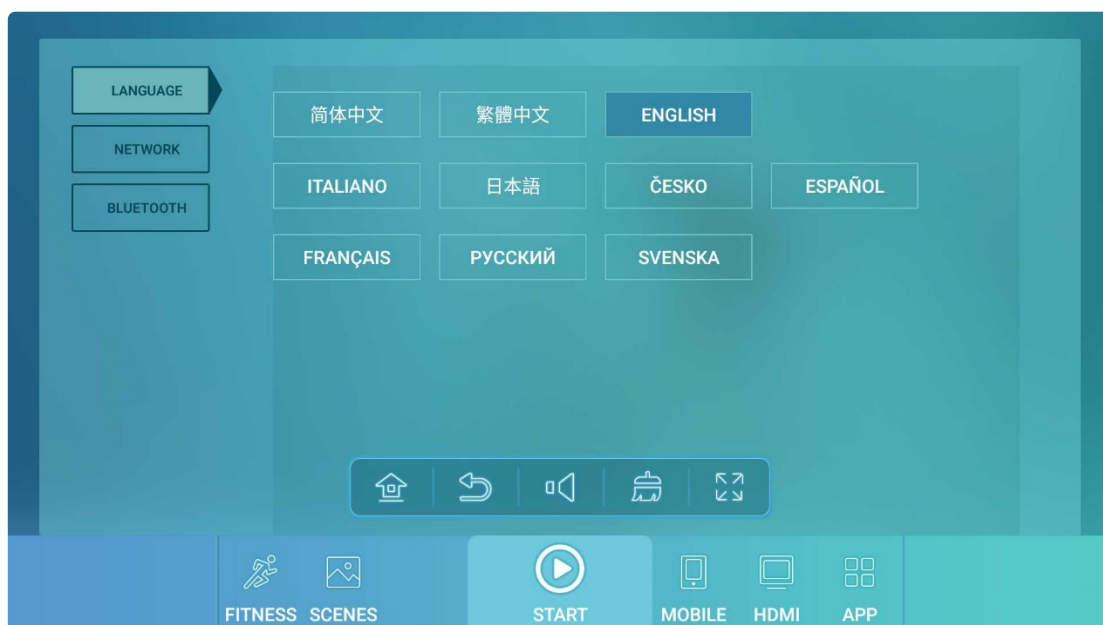 LANGUAGE
NETWORK
BLUETOOTH
简体中文 繁體中文 ENGLISH
ITALIANO 日本語 ČESKO ESPAÑOL
FRANÇAIS РУССКИЙ SVENSKA
FITNESS SCENES START MOBILE HDMI APP